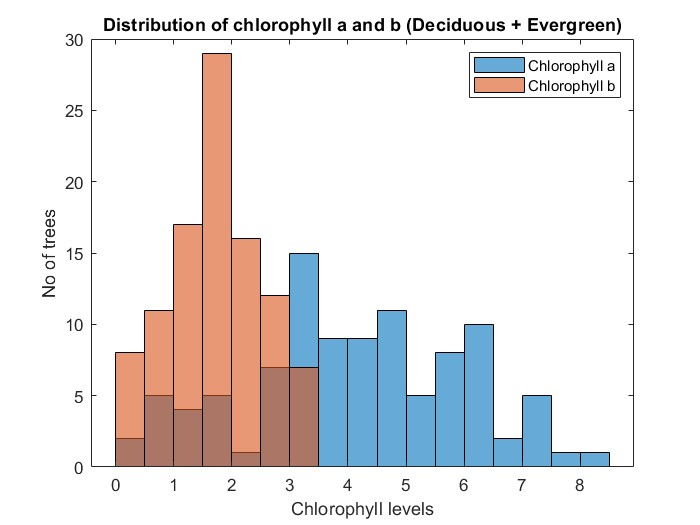 Distribution of chlorophyll a and b (Deciduous + Evergreen)
Chlorophyll a
Chlorophyll b
30
25
20
15
10
5
0
No of trees
0 1 2 3 4 5 6 7 8
Chlorophyll levels